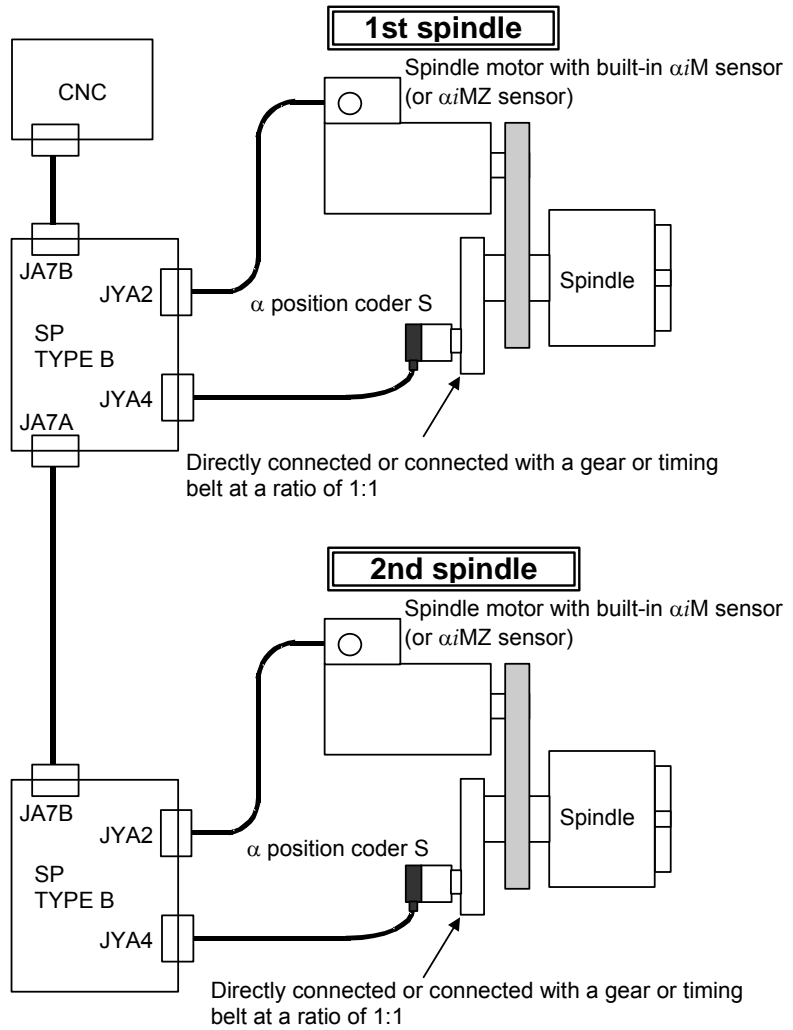 1st spindle
Spindle motor with built-in αiM sensor
(or αiMZ sensor)
CNC
JA7B
JYA2
α position coder S
Spindle
SP
TYPE B
JYA4
JA7A
Directly connected or connected with a gear or timing
belt at a ratio of 1:1
2nd spindle
Spindle motor with built-in αiM sensor
(or αiMZ sensor)
JA7B
JYA2
α position coder S
Spindle
SP
TYPE B
JYA4
Directly connected or connected with a gear or timing
belt at a ratio of 1:1